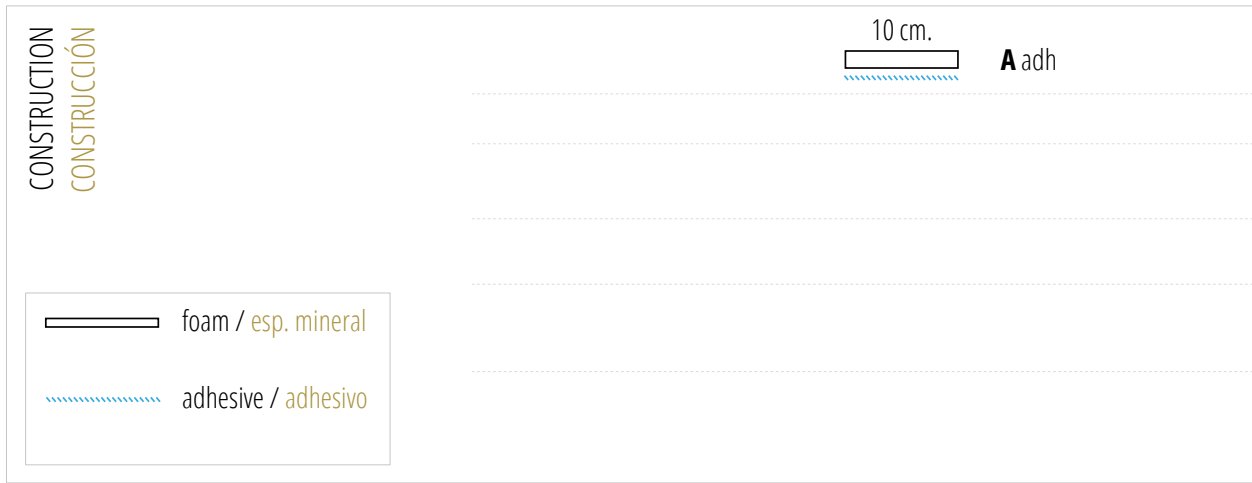 CONSTRUCTION
CONSTRUCCIÓN
10 cm.
A adh
foam / esp. mineral
adhesive / adhesivo